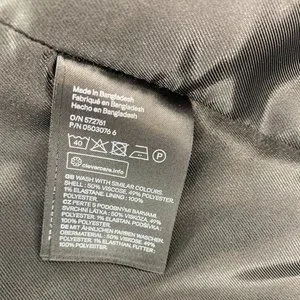 Made in Bangladesh
Fabriqué en Bangladesh
Hecho en Bangladesh
O/N 572761
P/N 0503076 6
40
P
clevercare.info
GB WASH WITH SIMILAR COLOURS.
SHELL : 50% VISCOSE. 49% POLYESTER.
1% ELASTANE. LINING : 100%
POLYESTER.
CZ PERTE S PODOBNÝMI BARVAMI.
SVRCHNÍ LÁTKA : 50% VISKÓZA. 49%
POLYESTER. 1% ELASTAN. PODŠÍVKA :
100% POLYESTER.
DE MIT ÄHNLICHEN FARBEN WASCHEN.
OBERMATERIAL : 50% VISKOSE. 49%
POLYESTER. 1% ELASTHAN. FUTTER :
100% POLYESTER.